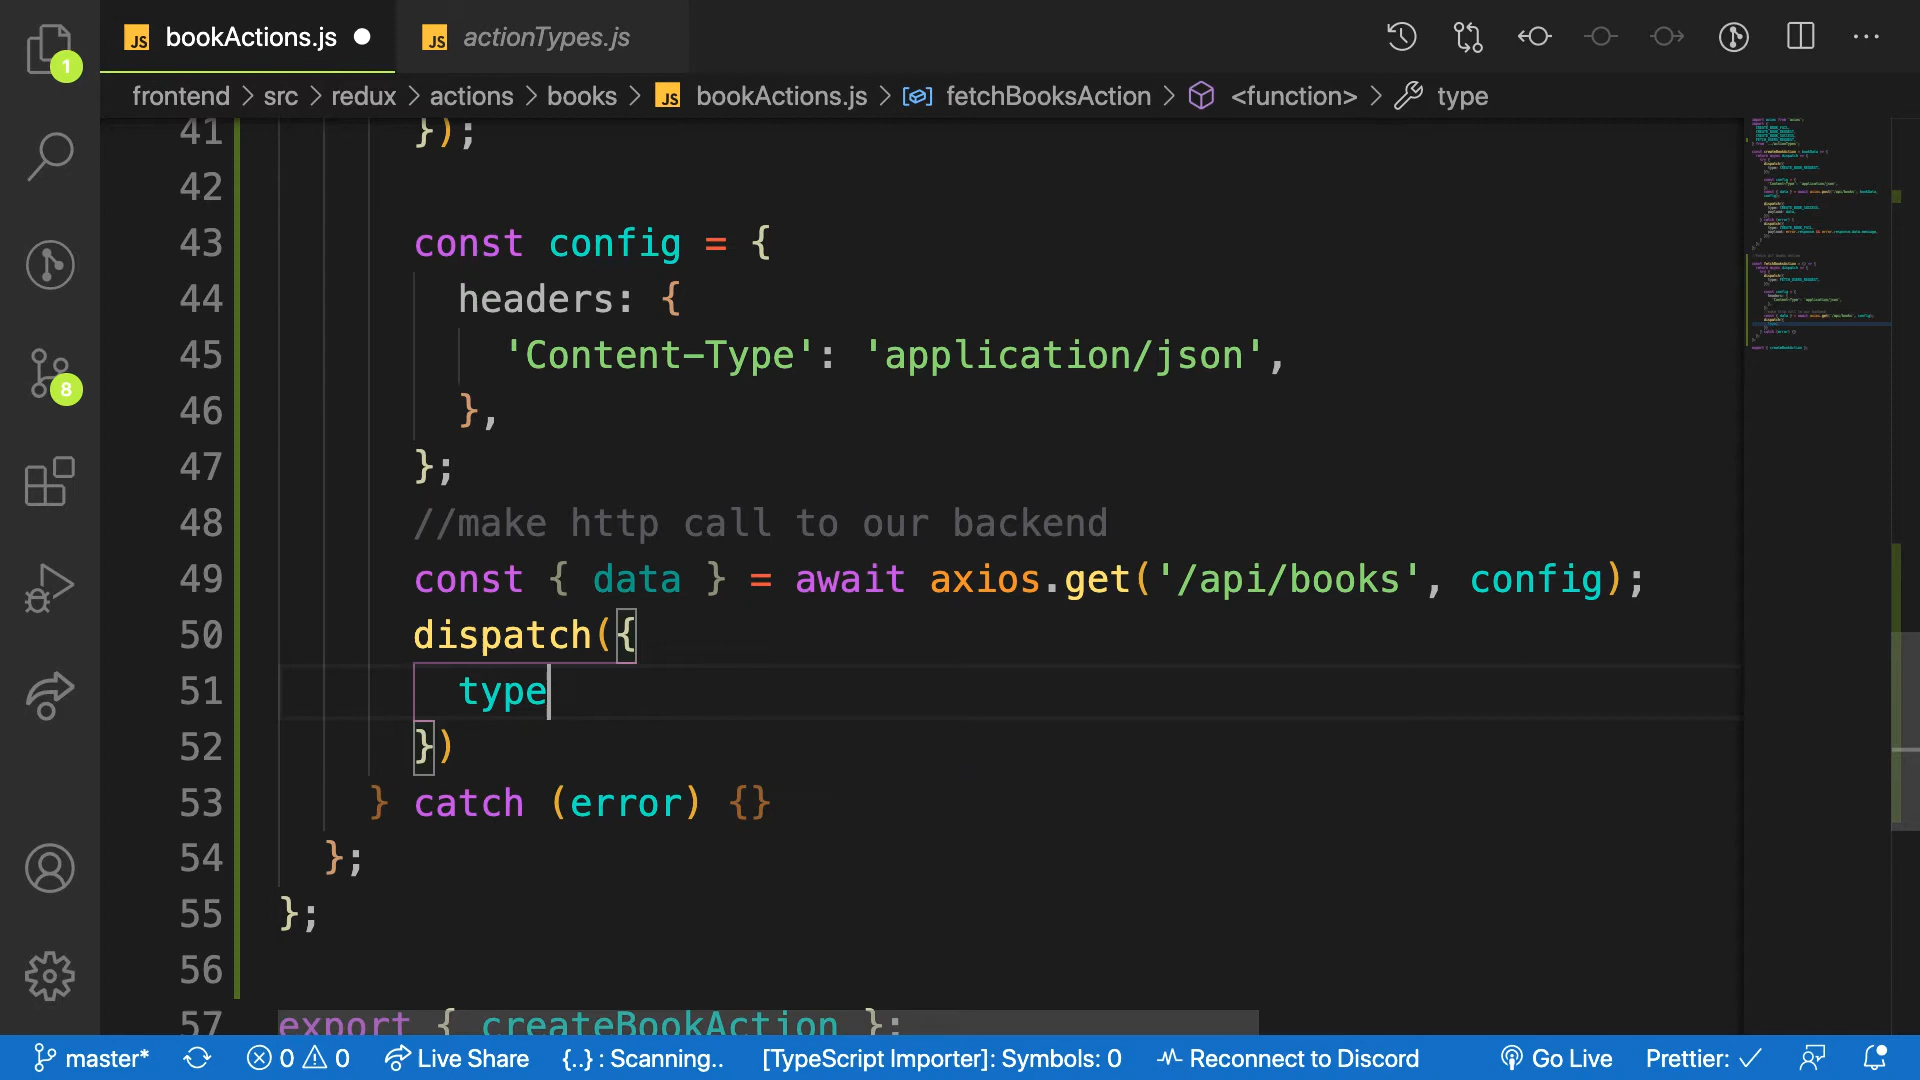 JS bookActions.js JS actionTypes.js
1
frontend > src > redux > actions > books > JS bookActions.js > fetchBooksAction > <function> > type
41 });
42
43 const config = {
44 headers: {
45 'Content-Type': 'application/json',
46 },
47 };
48 //make http call to our backend
49 const { data } = await axios.get('/api/books', config);
50 dispatch({
51 type
52 })
53 } catch (error) {}
54 };
55 };
56
57 export { createBookAction };
8
master* 0 0 Live Share {..} : Scanning.. [TypeScript Importer]: Symbols: 0 Reconnect to Discord Go Live Prettier: ✓